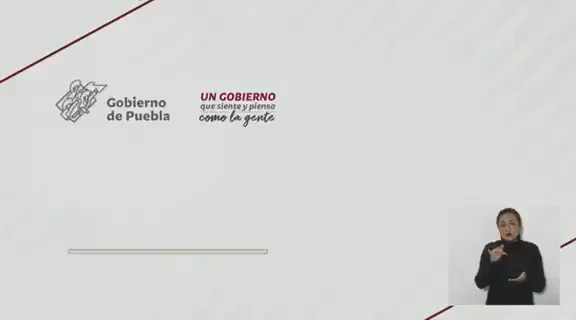 Gobierno
de Puebla
UN GOBIERNO
que siente y piensa
como la gente